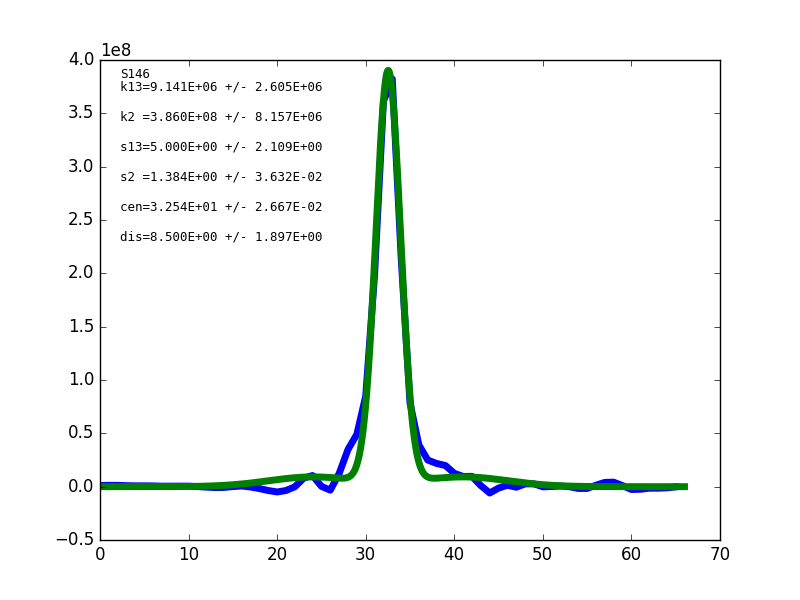 1e8
S146
k13=9.141E+06 +/- 2.605E+06
k2 =3.860E+08 +/- 8.157E+06
s13=5.000E+00 +/- 2.109E+00
s2 =1.384E+00 +/- 3.632E-02
cen=3.254E+01 +/- 2.667E-02
dis=8.500E+00 +/- 1.897E+00
4.0
3.5
3.0
2.5
2.0
1.5
1.0
0.5
0.0
−0.5
0 10 20 30 40 50 60 70